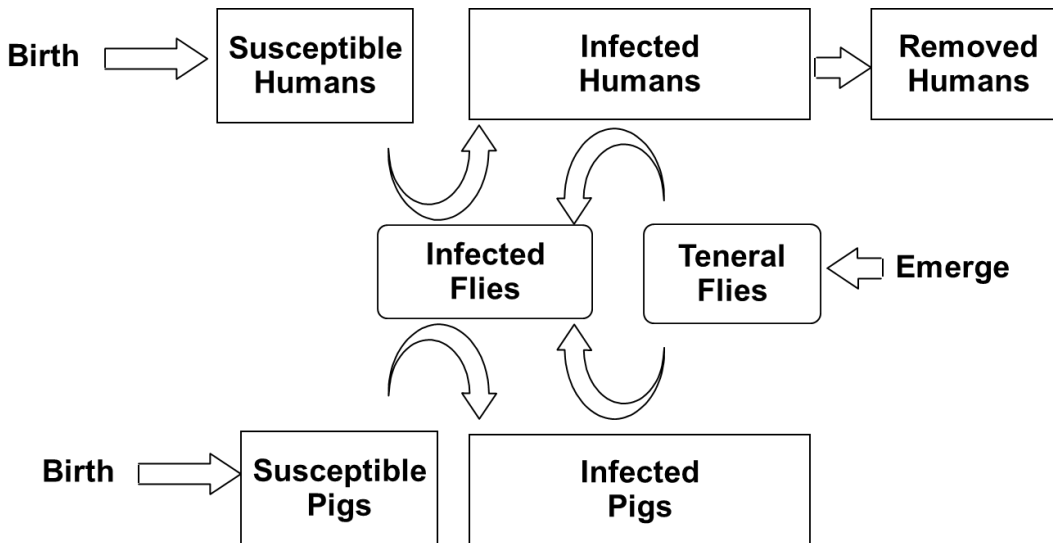 Birth
Susceptible
Humans
Infected
Humans
Removed
Humans
Infected
Flies
Teneral
Flies
Emerge
Birth
Susceptible
Pigs
Infected
Pigs